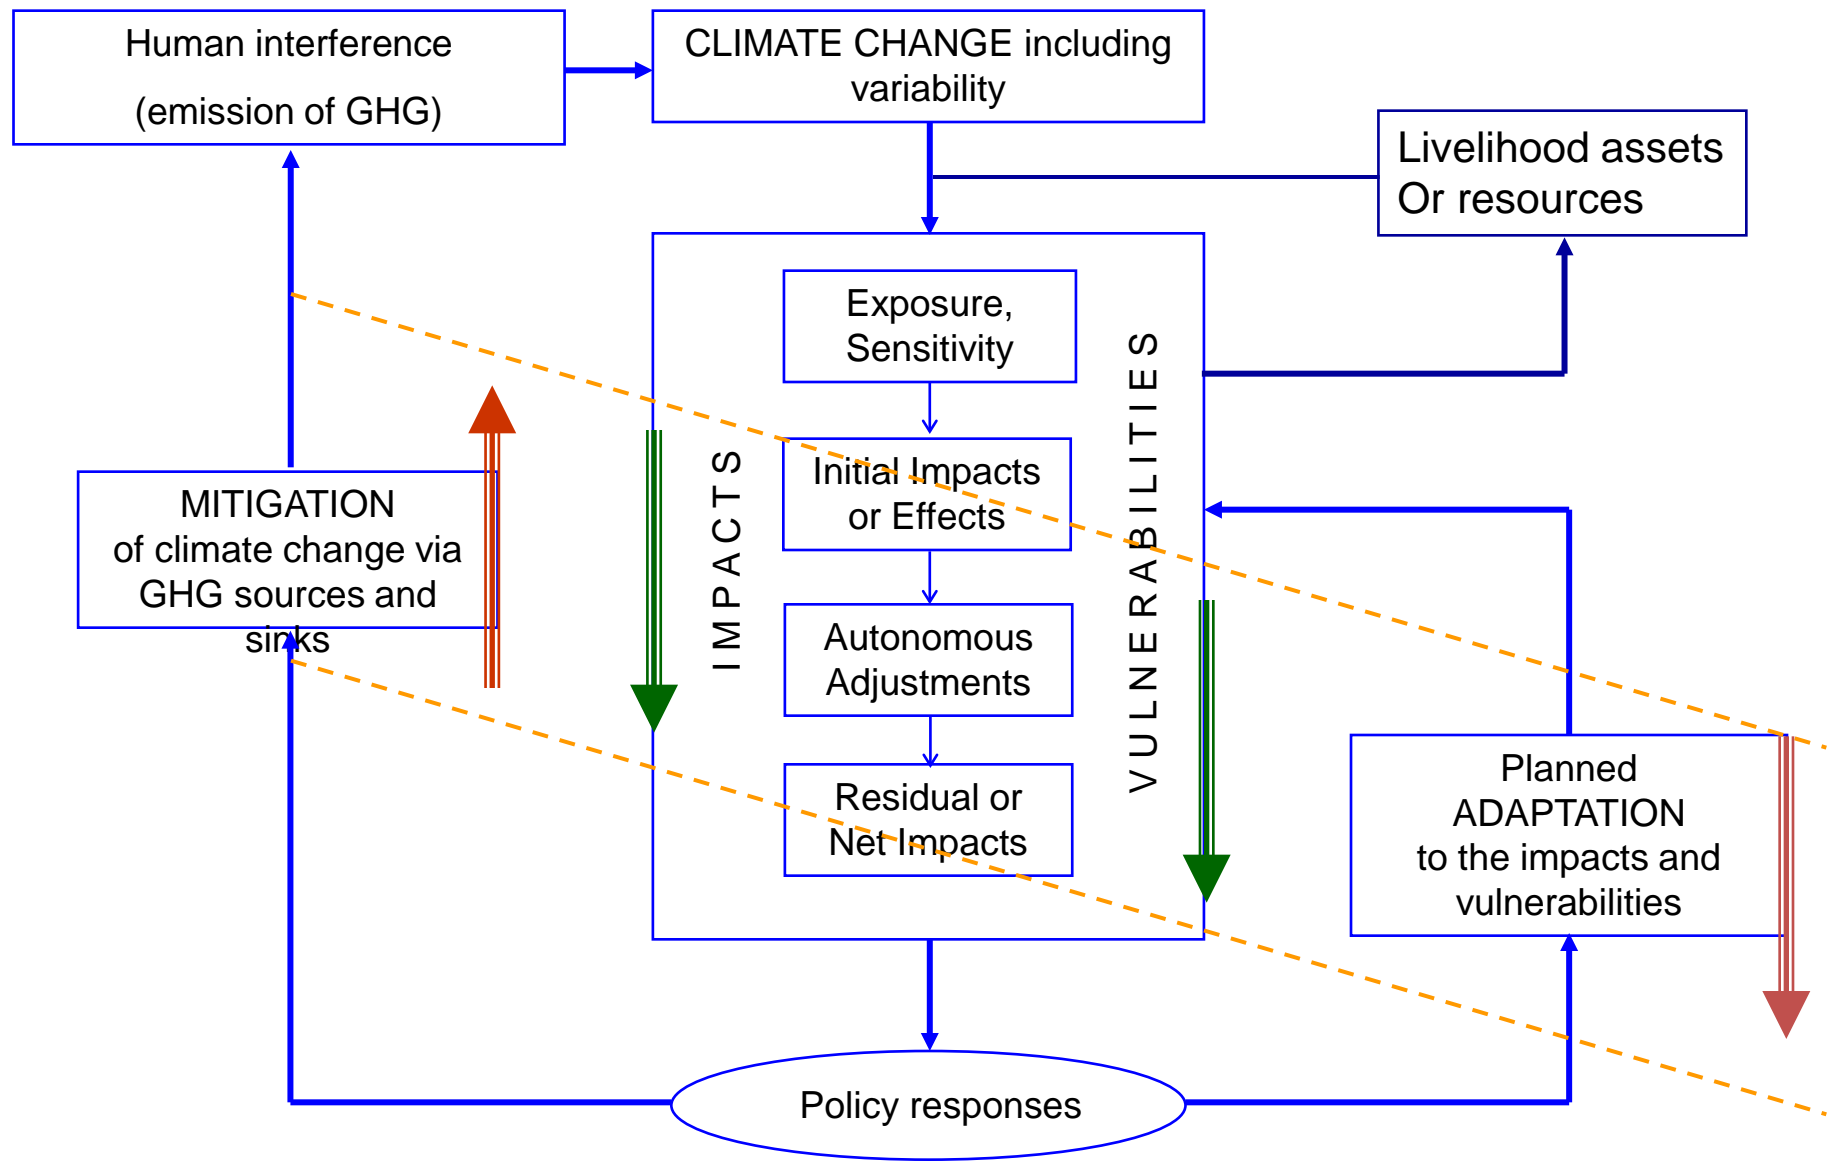 Human interference
(emission of GHG)
CLIMATE CHANGE including
variability
Livelihood assets
Or resources
Exposure,
Sensitivity
Initial Impacts
or Effects
Autonomous
Adjustments
Residual or
Net Impacts
IMPACTS
VULNERABILITIES
MITIGATION
of climate change via
GHG sources and
sinks
Planned
ADAPTATION
to the impacts and
vulnerabilities
Policy responses